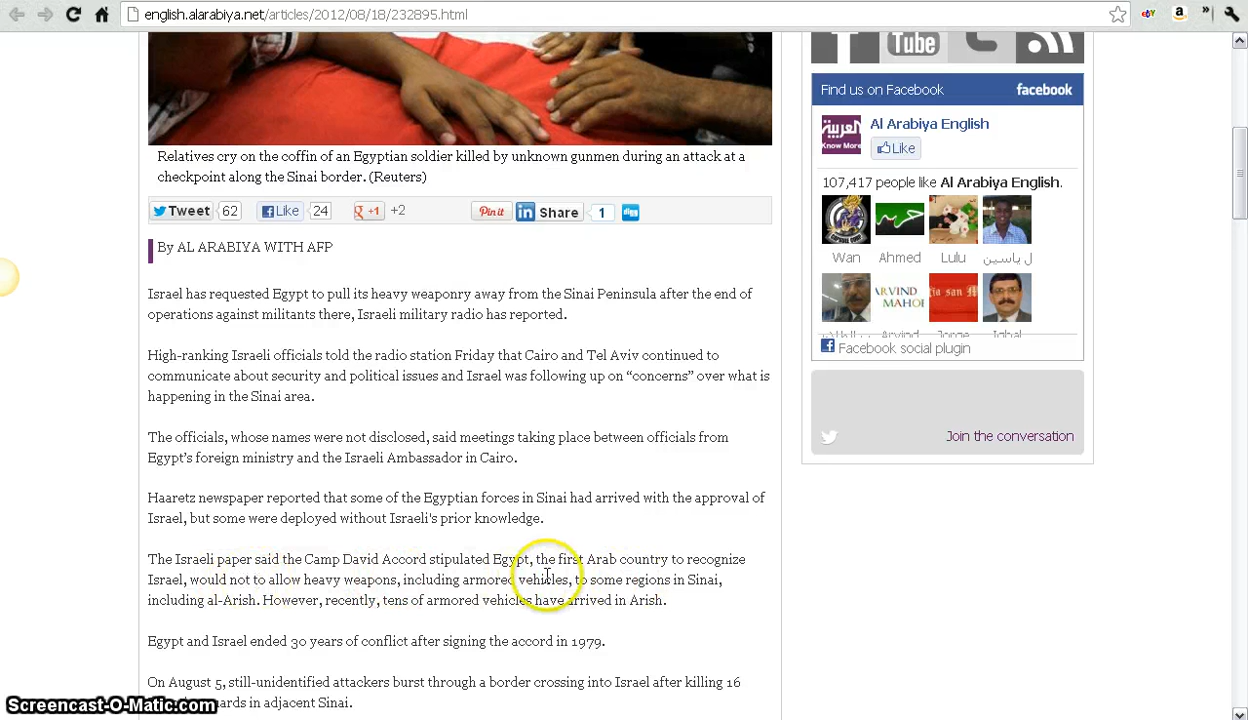 english.alarabiya.net/articles/2012/08/18/232895.html
Relatives cry on the coffin of an Egyptian soldier killed by unknown gunmen during an attack at a
checkpoint along the Sinai border. (Reuters)
Tweet 62 Like 24 +1 +2 Pin it Share 1 digg
By AL ARABIYA WITH AFP
Israel has requested Egypt to pull its heavy weaponry away from the Sinai Peninsula after the end of
operations against militants there, Israeli military radio has reported.
High-ranking Israeli officials told the radio station Friday that Cairo and Tel Aviv continued to
communicate about security and political issues and Israel was following up on “concerns” over what is
happening in the Sinai area.
The officials, whose names were not disclosed, said meetings taking place between officials from
Egypt’s foreign ministry and the Israeli Ambassador in Cairo.
Haaretz newspaper reported that some of the Egyptian forces in Sinai had arrived with the approval of
Israel, but some were deployed without Israeli's prior knowledge.
The Israeli paper said the Camp David Accord stipulated Egypt, the first Arab country to recognize
Israel, would not to allow heavy weapons, including armored vehicles, to some regions in Sinai,
including al-Arish. However, recently, tens of armored vehicles have arrived in Arish.
Egypt and Israel ended 30 years of conflict after signing the accord in 1979.
On August 5, still-unidentified attackers burst through a border crossing into Israel after killing 16
in adjacent Sinai.
Tube
Find us on Facebook facebook
العربية
Know More
Al Arabiya English
Like
107,417 people like Al Arabiya English.
Wan Ahmed Lulu ل ياسين
ARVIND
Arvind Jorge Iqbal
Facebook social plugin
Join the conversation
Screencast-O-Matic.com